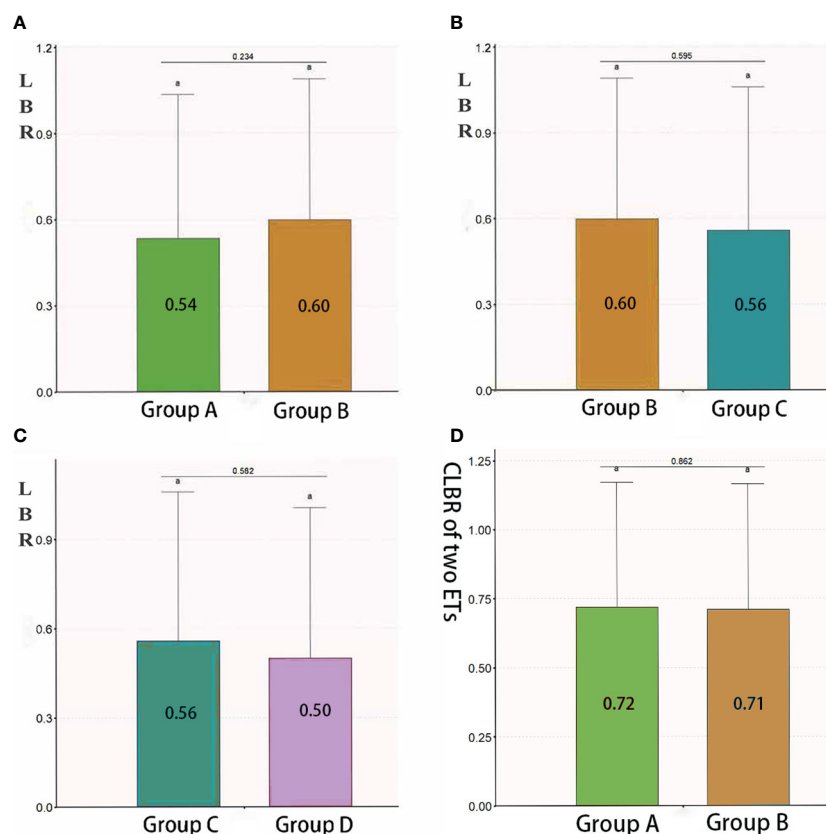 A
L
B
R
1.2
0.9
0.6
0.3
0.0
0.234
a
a
0.54
0.60
Group A
Group B
B
L
B
R
1.2
0.9
0.6
0.3
0.0
0.595
a
a
0.60
0.56
Group B
Group C
C
L
B
R
0.9
0.6
0.3
0.0
0.582
a
a
0.56
0.50
Group C
Group D
D
CLBR of two ETs
1.25
1.00
0.75
0.50
0.25
0.00
0.862
a
a
0.72
0.71
Group A
Group B